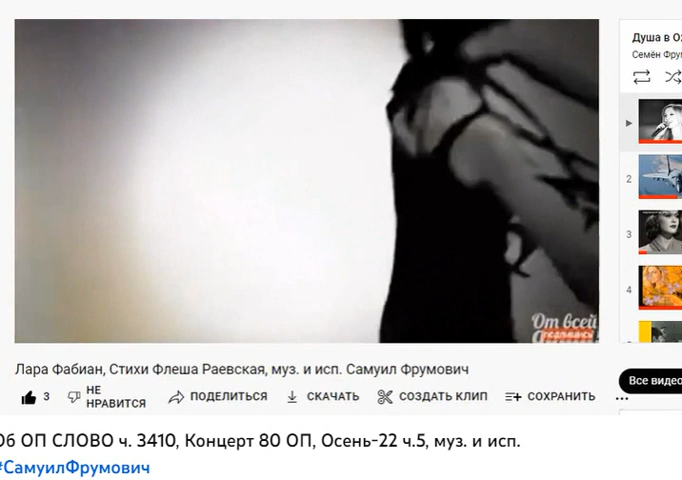 Душа в О
Семён Фру
2
3
4
От всей
Лара Фабиан, Стихи Флеша Раевская, муз. и исп. Самуил Фрумович
3
НЕ НРАВИТСЯ
ПОДЕЛИТЬСЯ
СКАЧАТЬ
СОЗДАТЬ КЛИП
СОХРАНИТЬ
...
Все видео
Об ОП СЛОВО ч. 3410, Концерт 80 ОП, Осень-22 ч.5, муз. и исп.
#СамуилФрумович